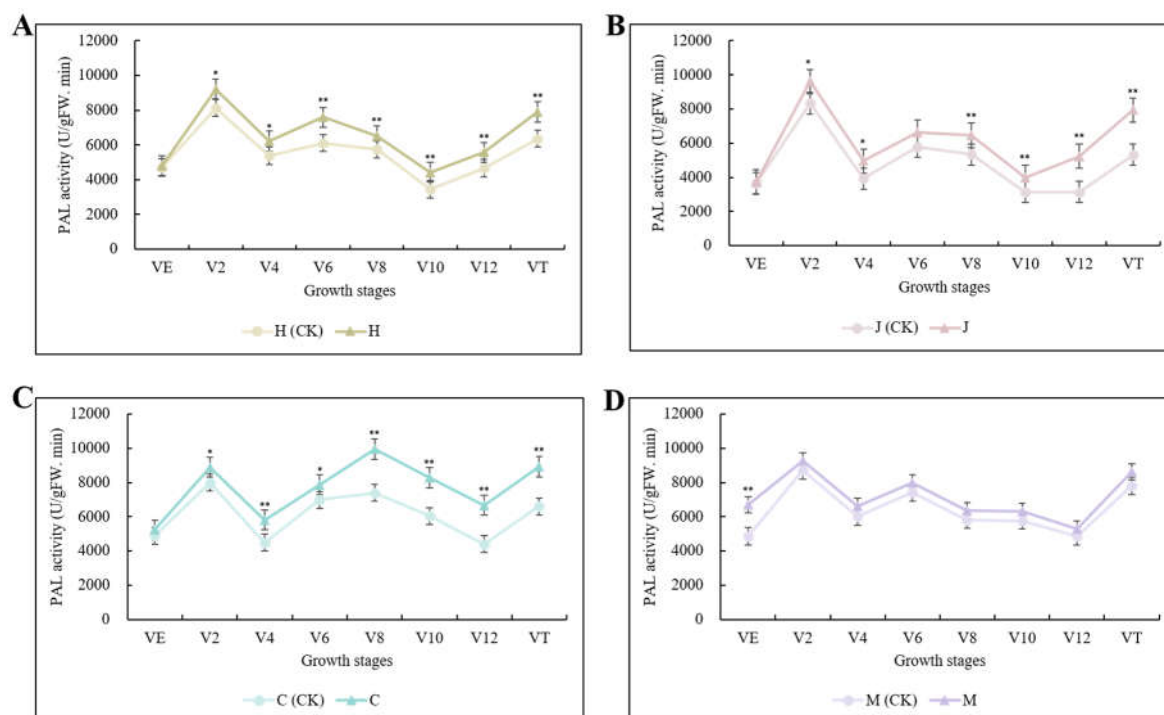 A
12000
10000
8000
6000
4000
2000
0
PAL activity (U/gFW. min)
* * ** ** ** ** **
VE V2 V4 V6 V8 V10 V12 VT
Growth stages
H (CK) H
B
12000
10000
8000
6000
4000
2000
0
PAL activity (U/gFW. min)
* * ** ** ** **
VE V2 V4 V6 V8 V10 V12 VT
Growth stages
J (CK) J
C
12000
10000
8000
6000
4000
2000
0
PAL activity (U/gFW. min)
* ** * ** ** ** **
VE V2 V4 V6 V8 V10 V12 VT
Growth stages
C (CK) C
D
12000
10000
8000
6000
4000
2000
0
PAL activity (U/gFW. min)
**
VE V2 V4 V6 V8 V10 V12 VT
Growth stages
M (CK) M